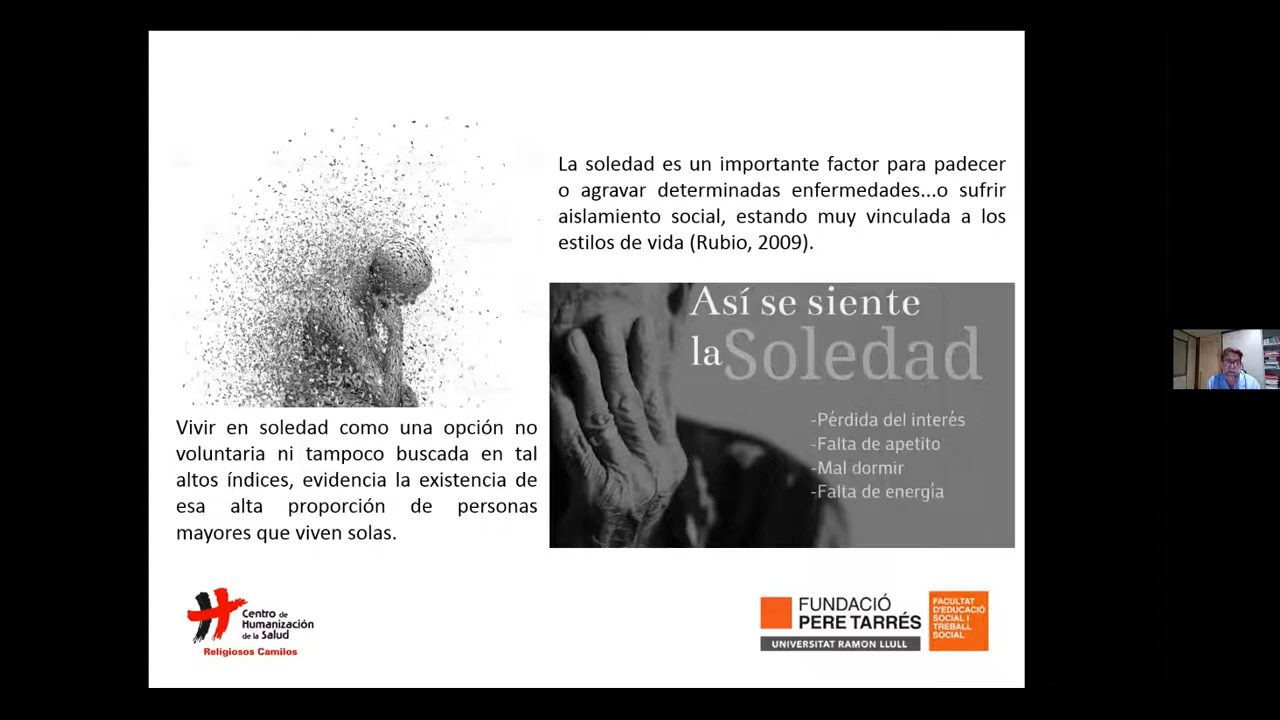 La soledad es un importante factor para padecer
o agravar determinadas enfermedades...o sufrir
aislamiento social, estando muy vinculada a los
estilos de vida (Rubio, 2009).
Así se siente
la Soledad
-Pérdida del interés
-Falta de apetito
-Mal dormir
-Falta de energía
Vivir en soledad como una opción no
voluntaria ni tampoco buscada en tal
altos índices, evidencia la existencia de
esa alta proporción de personas
mayores que viven solas.
Centro de
Humanización
de la Salud
Religiosos Camilos
FUNDACIÓ
PERE TARRÉS
UNIVERSITAT RAMON LLULL
FACULTAT
D'EDUCACIÓ
SOCIAL I
TREBALL
SOCIAL